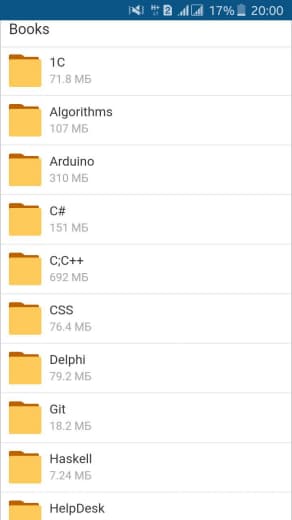 17% 20:00
Books
1C
71.8 МБ
Algorithms
107 МБ
Arduino
310 МБ
C#
151 МБ
C;C++
692 МБ
CSS
76.4 МБ
Delphi
79.2 МБ
Git
18.2 МБ
Haskell
7.24 МБ
HelpDesk